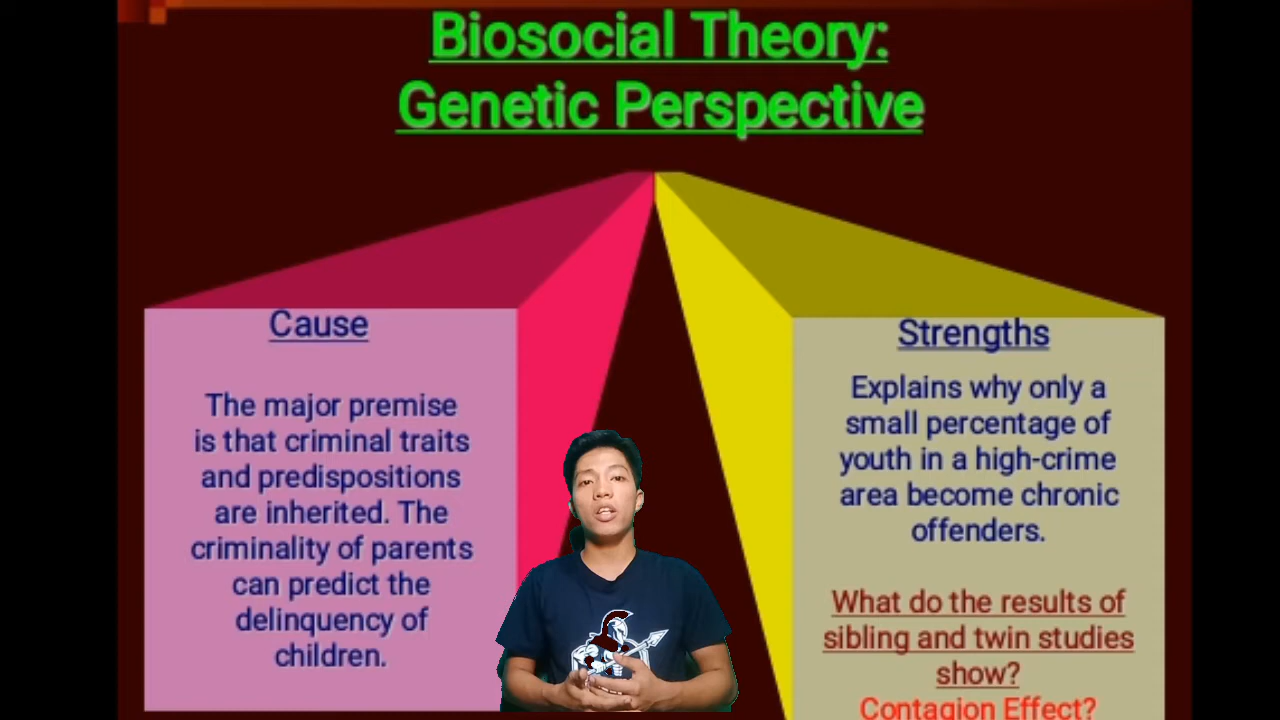 Biosocial Theory:
Genetic Perspective
Cause
The major premise
is that criminal traits
and predispositions
are inherited. The
criminality of parents
can predict the
delinquency of
children.
Strengths
Explains why only a
small percentage of
youth in a high-crime
area become chronic
offenders.
What do the results of
sibling and twin studies
show?
Contagion Effect?